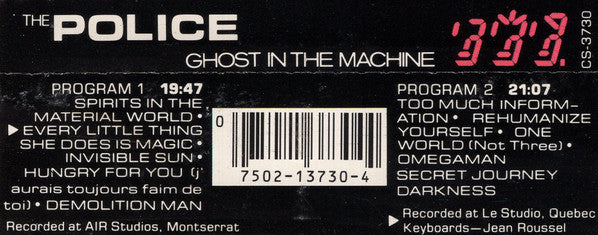 THE POLICE
GHOST IN THE MACHINE
CS-3730
PROGRAM 1 19:47
SPIRITS IN THE
MATERIAL WORLD •
▶ EVERY LITTLE THING
SHE DOES IS MAGIC •
INVISIBLE SUN •
HUNGRY FOR YOU (j'
aurais toujours faim de
toi) • DEMOLITION MAN
Recorded at AIR Studios, Montserrat
0
7502-13730-4
PROGRAM 2 21:07
TOO MUCH INFORM-
ATION • REHUMANIZE
YOURSELF • ONE
WORLD (Not Three) •
OMEGAMAN
SECRET JOURNEY
DARKNESS
▶ Recorded at Le Studio, Quebec
Keyboards—Jean Roussel